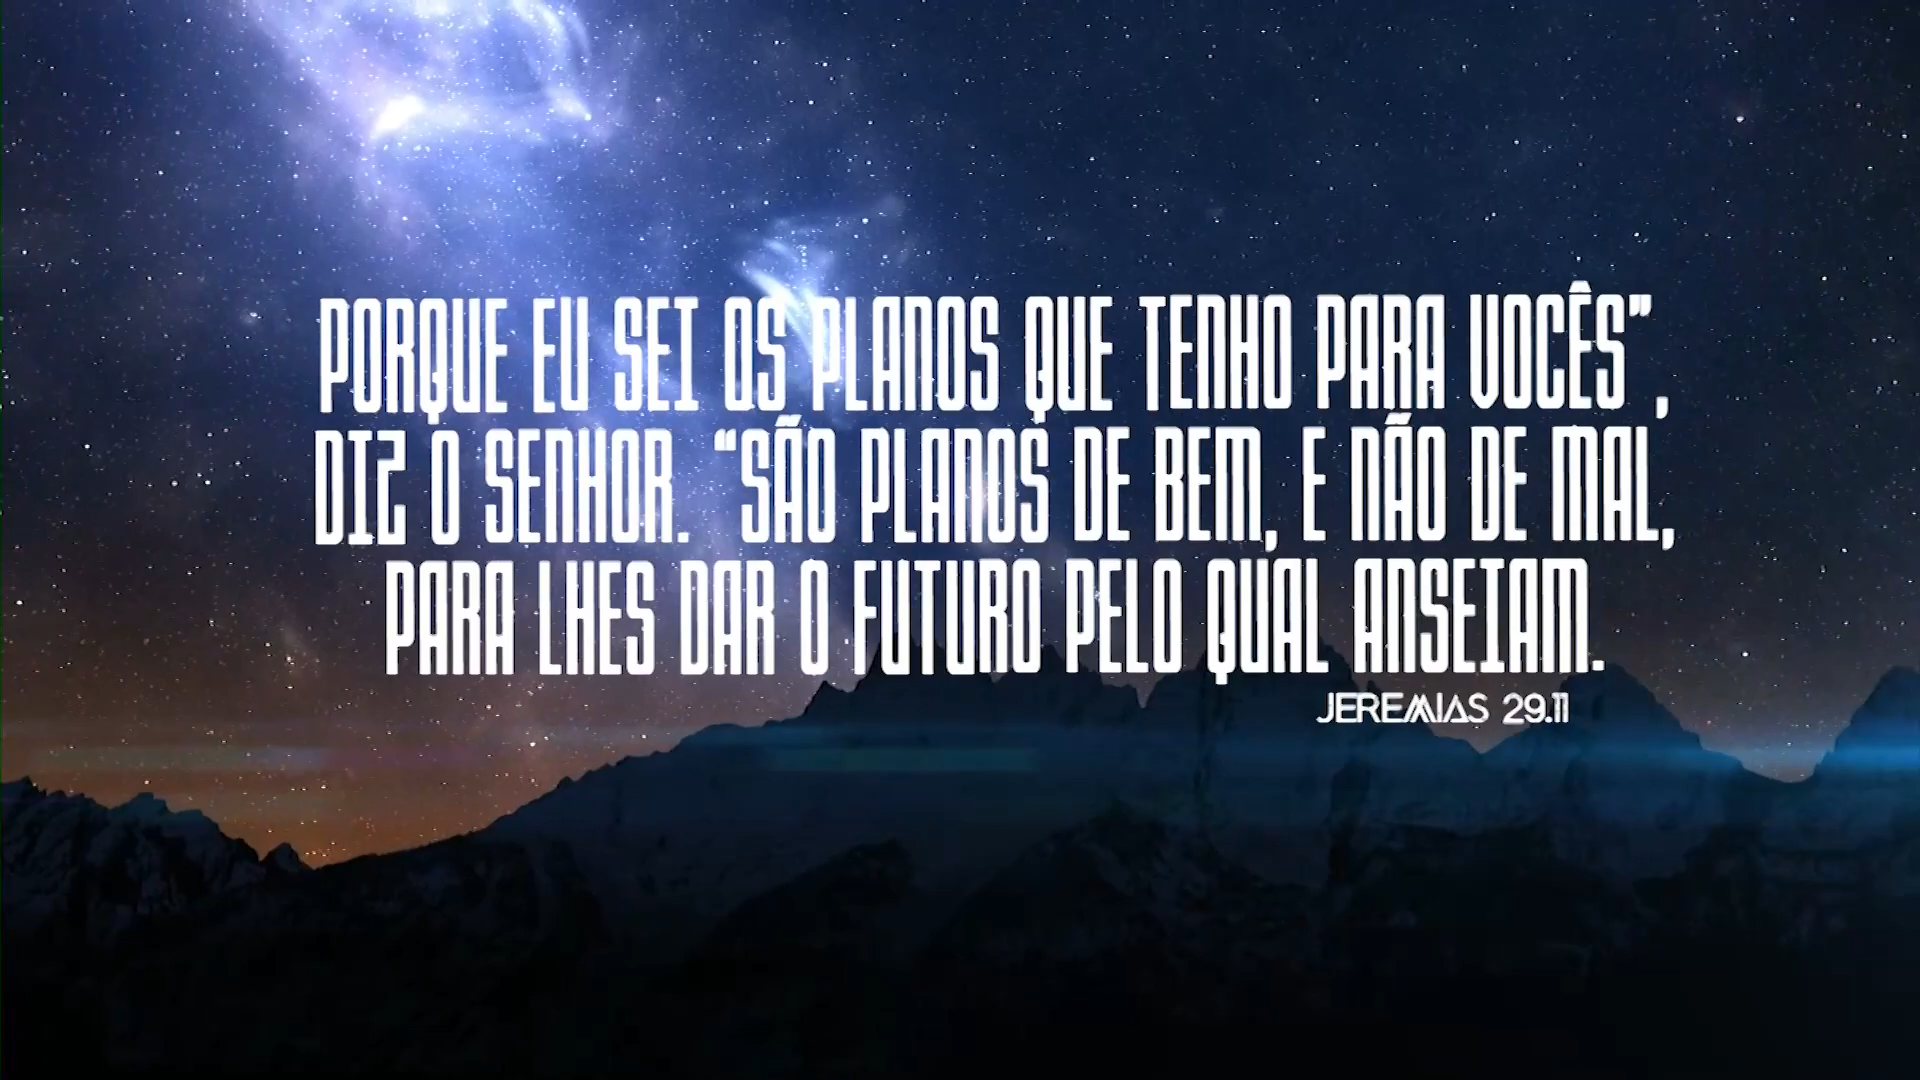 PORQUE EU SEI OS PLANOS QUE TENHO PARA VOCÊS”,
DIZ O SENHOR. “SÃO PLANOS DE BEM, E NÃO DE MAL,
PARA LHES DAR O FUTURO PELO QUAL ANSEIAM.
JEREMIAS 29.11